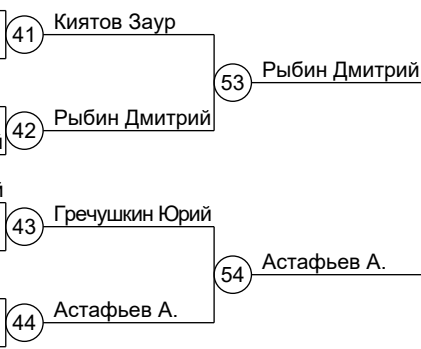 41 Киятов Заур
53 Рыбин Дмитрий
42 Рыбин Дмитрий
43 Гречушкин Юрий
54 Астафьев А.
44 Астафьев А.